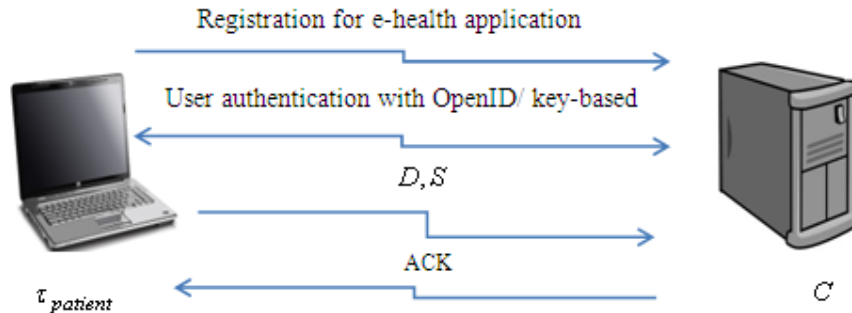 Registration for e-health application
User authentication with OpenID/ key-based
D, S
ACK
τ patient
C